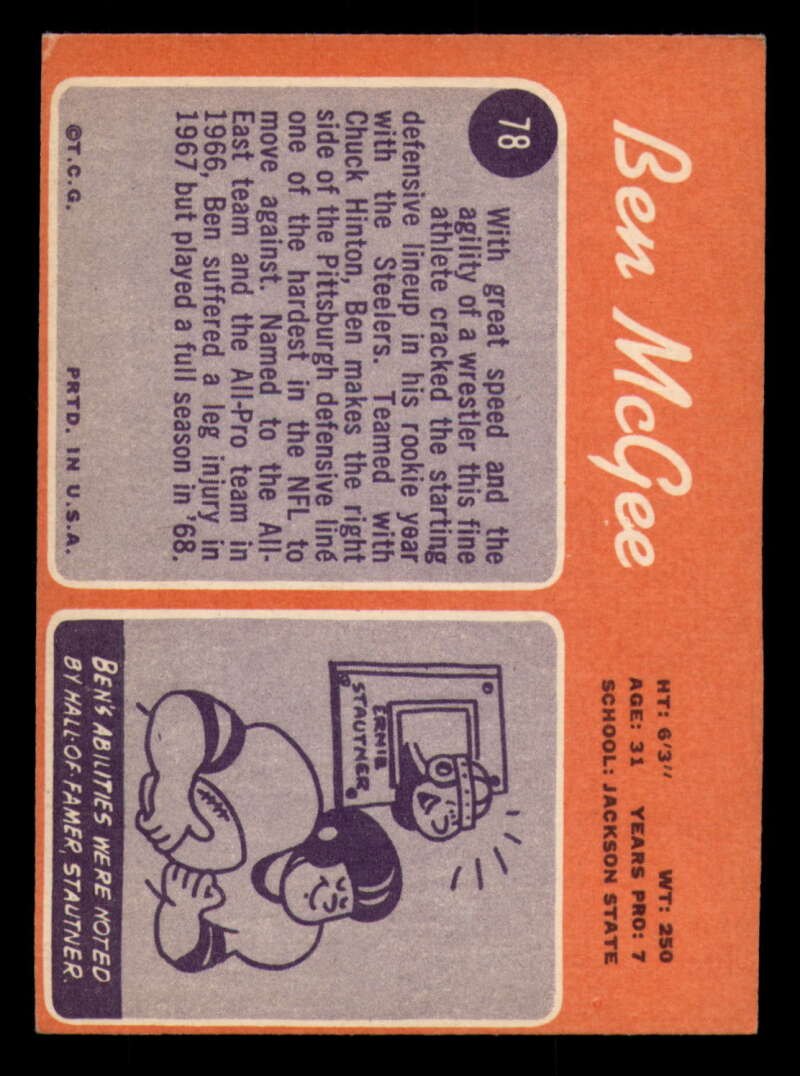 Ben McGee
HT: 6'3" WT: 250
AGE: 31 YEARS PRO: 7
SCHOOL: JACKSON STATE
78
With great speed and the
agility of a wrestler this fine
athlete cracked the starting
defensive lineup in his rookie year
with the Steelers. Teamed with
Chuck Hinton, Ben makes the right
side of the Pittsburgh defensive line
one of the hardest in the NFL to
move against. Named to the All-
East team and the All-Pro team in
1966, Ben suffered a leg injury in
1967 but played a full season in '68.
©T.C.G. PRTD. IN U.S.A.
ERNIE
STAUTNER
BEN'S ABILITIES WERE NOTED
BY HALL-OF FAMER, STAUTNER.